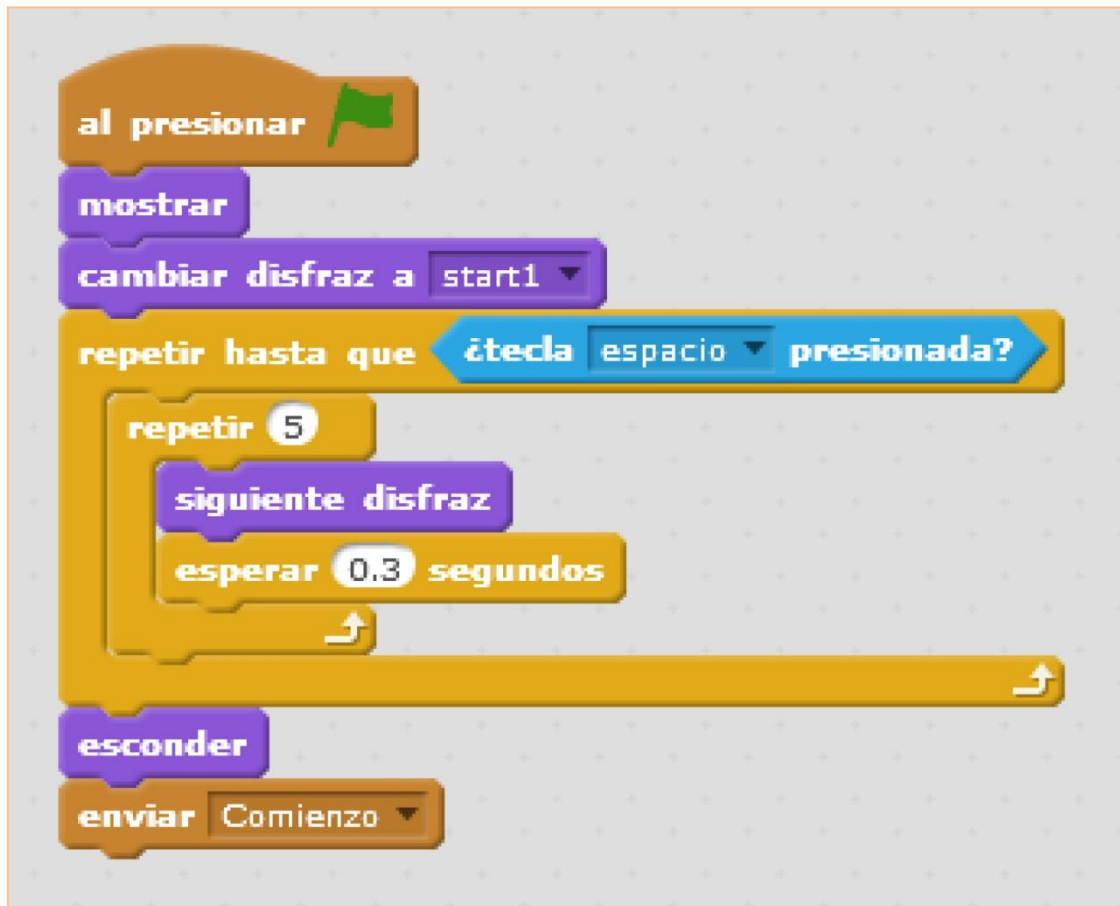 al presionar
mostrar
cambiar disfraz a start1
repetir hasta que ¿tecla espacio presionada?
repetir 5
siguiente disfraz
esperar 0.3 segundos
esconder
enviar Comienzo